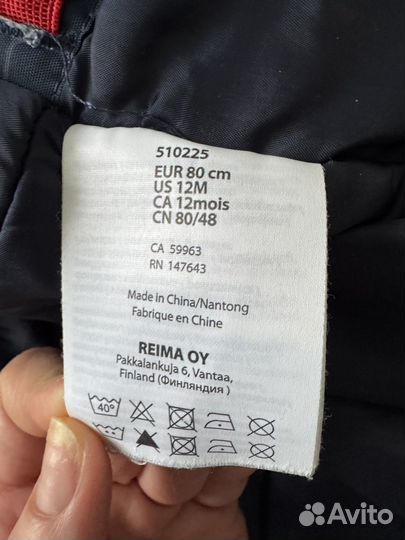 510225
EUR 80 cm
US 12M
CA 12mois
CN 80/48
CA 59963
RN 147643
Made in China/Nantong
Fabrique en Chine
REIMA OY
Pakkalankuja 6, Vantaa,
Finland (Финляндия )
40°
Avito